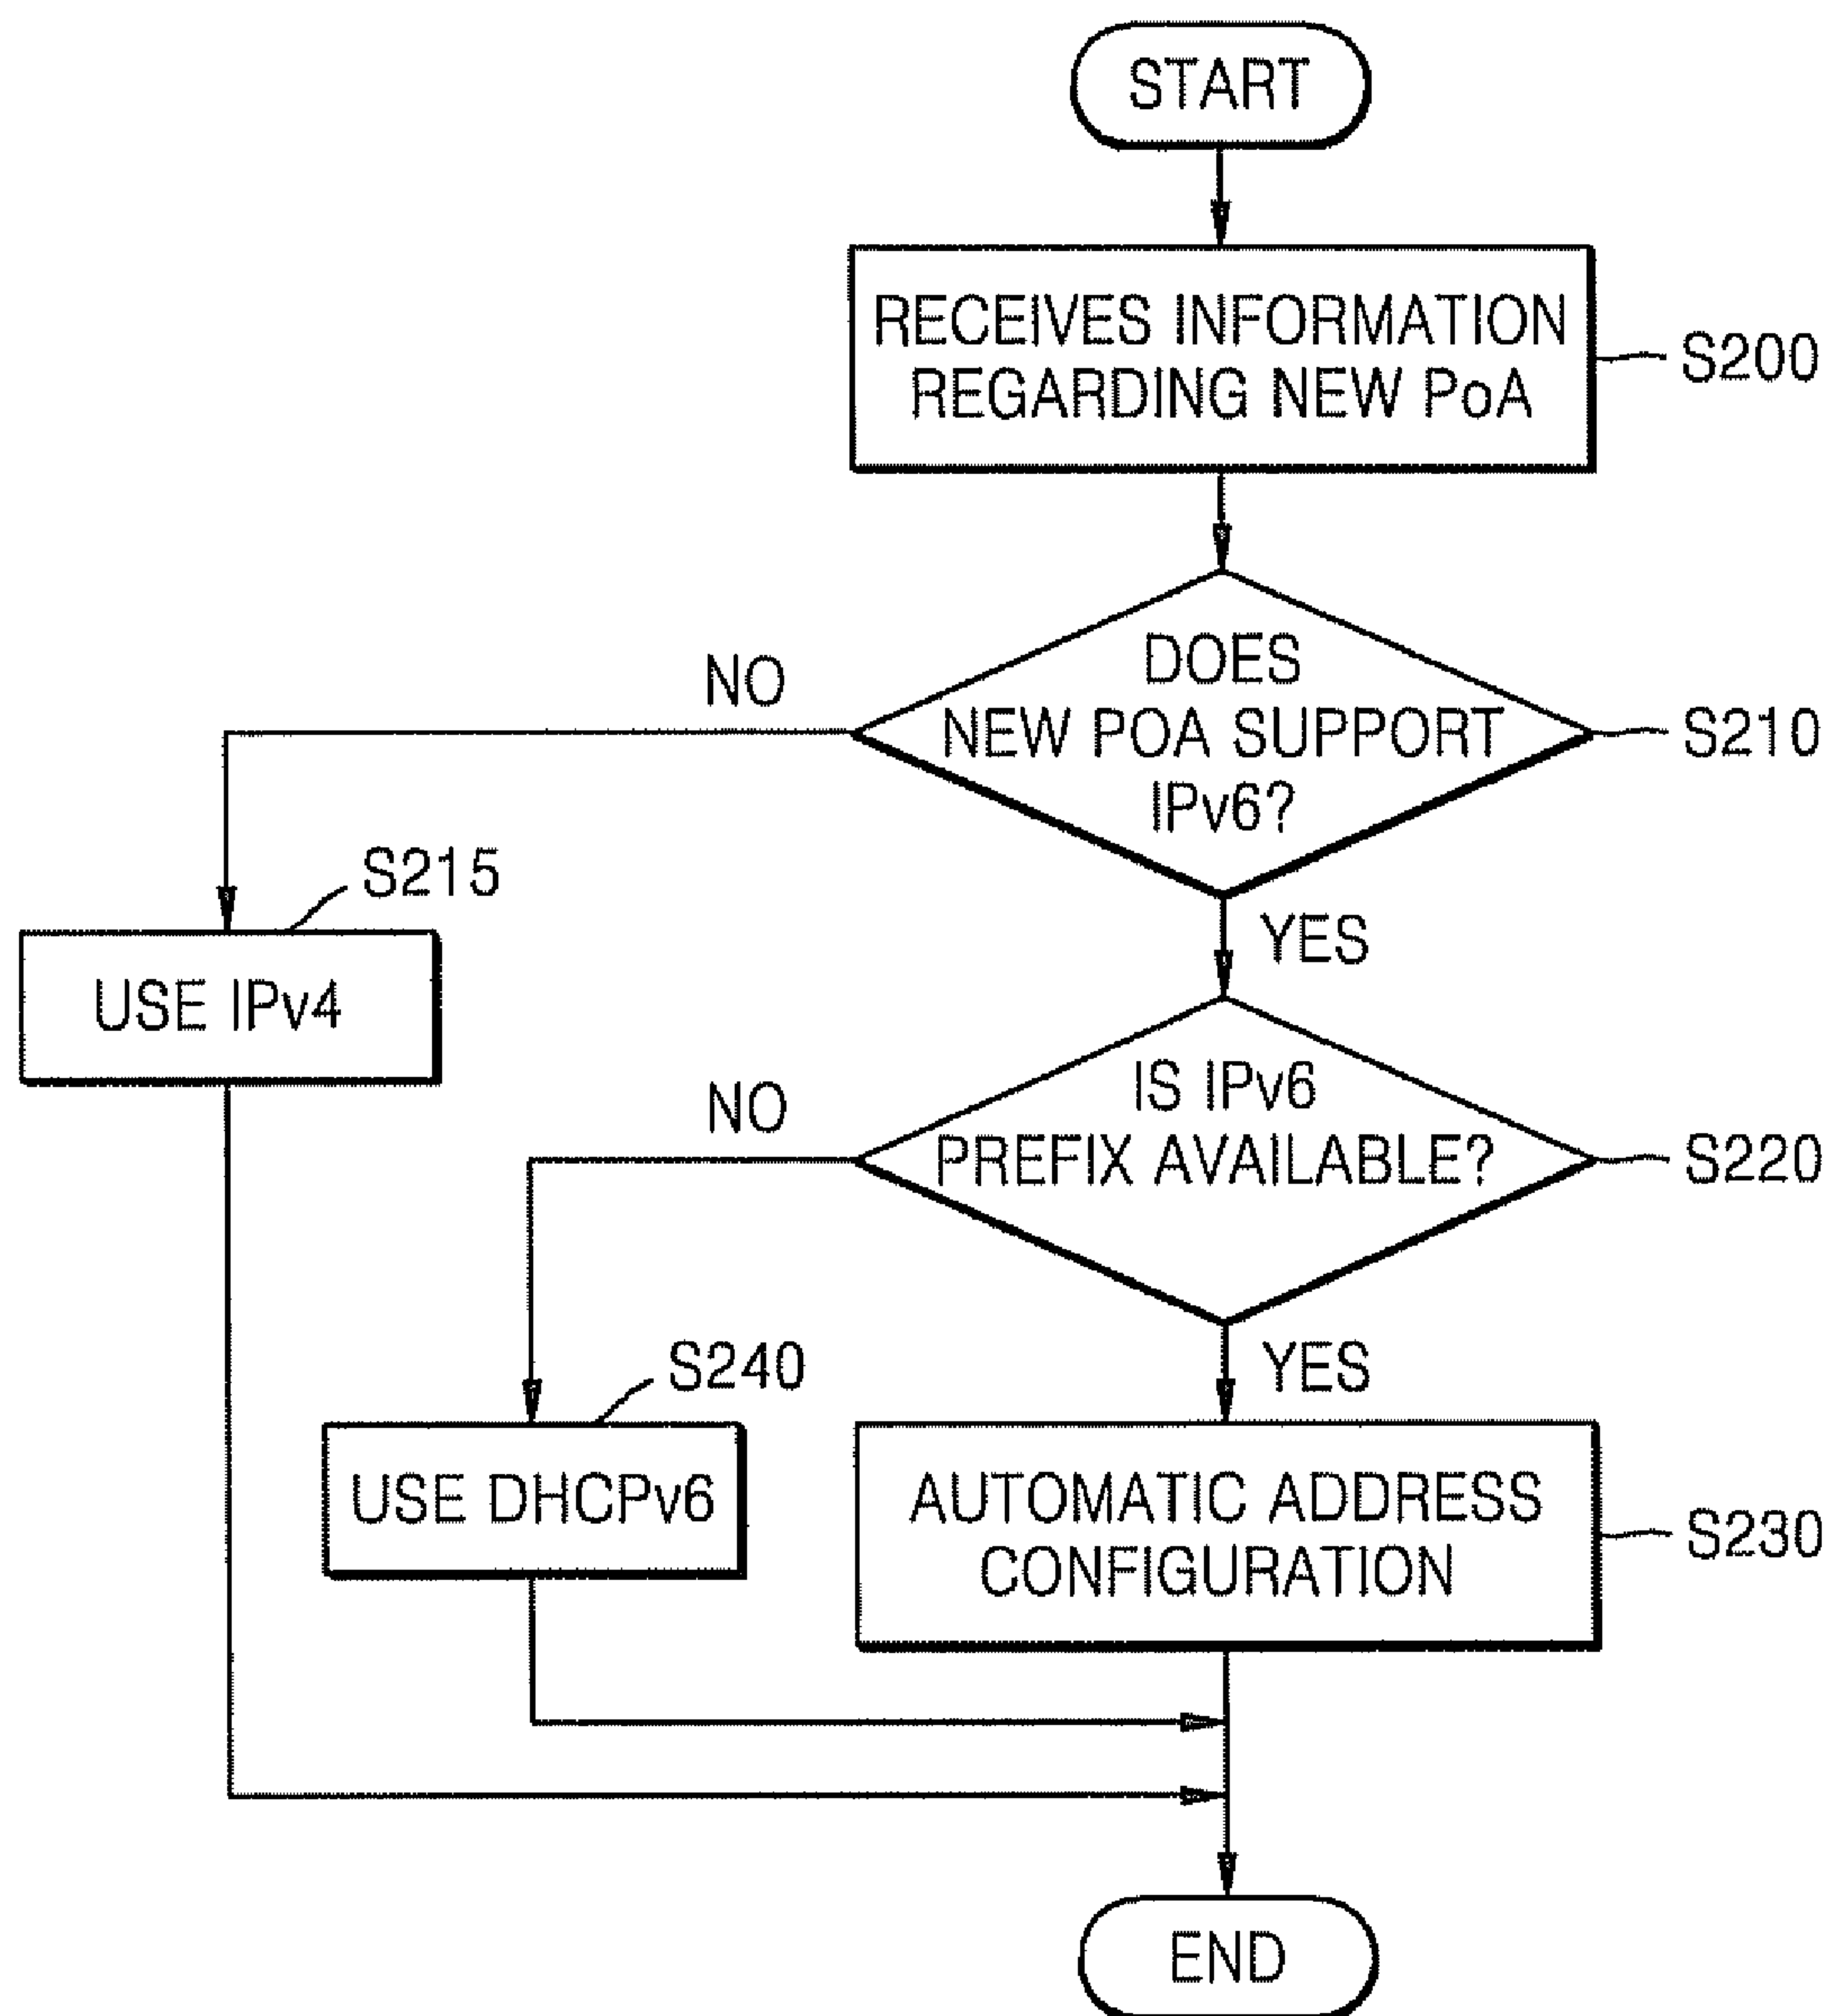 START
RECEIVES INFORMATION
REGARDING NEW PoA
S200
DOES
NEW POA SUPPORT
IPv6?
S210
NO
YES
S215
USE IPv4
IS IPv6
PREFIX AVAILABLE?
S220
NO
YES
S240
USE DHCPv6
AUTOMATIC ADDRESS
CONFIGURATION
S230
END